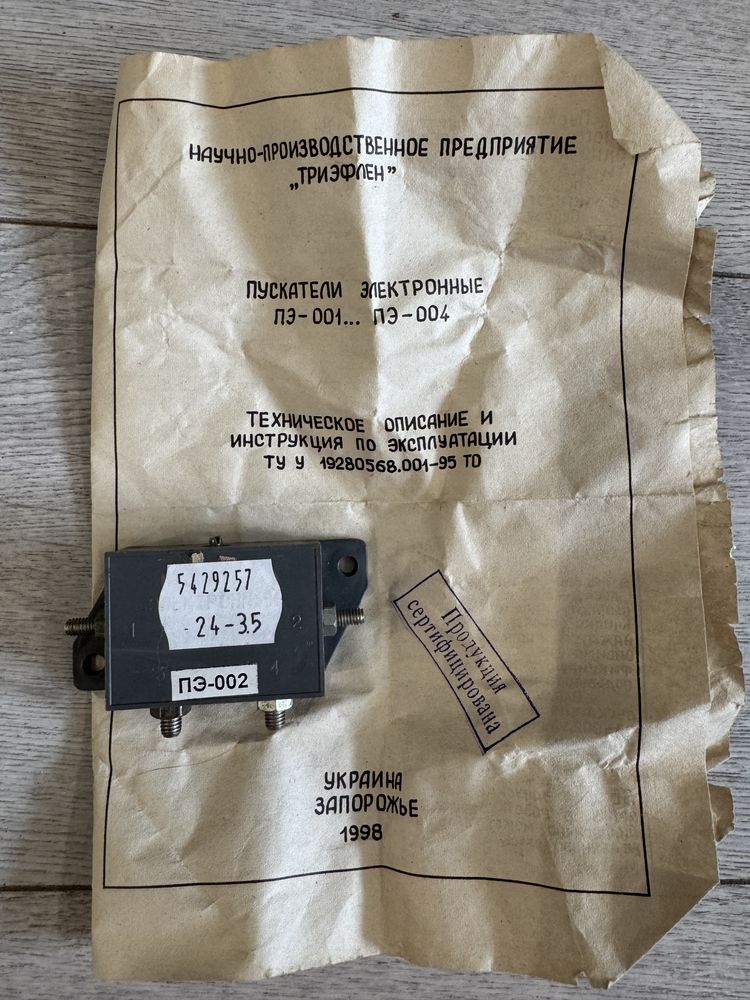 НАУЧНО-ПРОИЗВОДСТВЕННОЕ ПРЕДПРИЯТИЕ
„ТРИЭФЛЕН”
ПУСКАТЕЛИ ЭЛЕКТРОННЫЕ
ПЭ-001... ПЭ-004
ТЕХНИЧЕСКОЕ ОПИСАНИЕ И
ИНСТРУКЦИЯ ПО ЭКСПЛУАТАЦИИ
ТУ У 19280568.001-95 ТО
5429257
24-3.5
1
2
3
4
ПЭ-002
Продукция
сертифицирована
УКРАИНА
ЗАПОРОЖЬЕ
1998